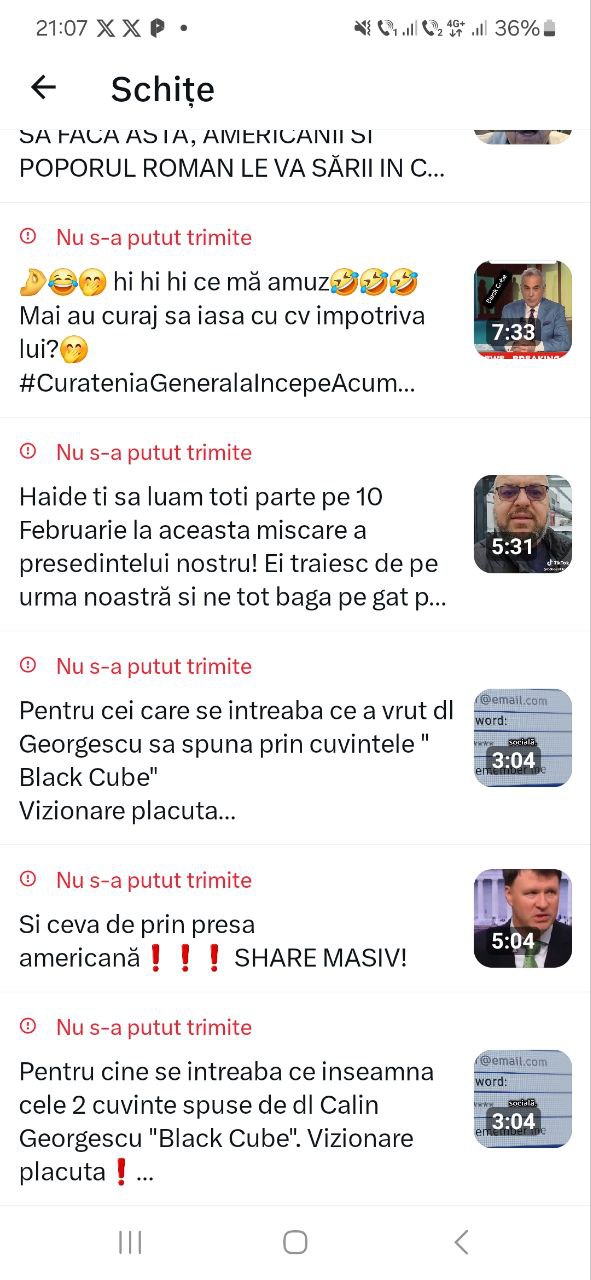 21:07
4G+
36%
Schițe
SA FACA ASTA, AMERICANII SI
POPORUL ROMAN LE VA SĂRII IN C...
Nu s-a putut trimite
👌😂🤭 hi hi hi ce mă amuz🤣🤣🤣
Mai au curaj sa iasa cu cv impotriva
lui?🤭
#CurateniaGeneralaIncepeAcum...
Black Cube
7:33
NEWS BREAKING
Nu s-a putut trimite
Haide ti sa luam toti parte pe 10
Februarie la aceasta miscare a
presedintelui nostru! Ei traiesc de pe
urma noastră si ne tot baga pe gat p...
5:31
TikTok
Nu s-a putut trimite
Pentru cei care se intreaba ce a vrut dl
Georgescu sa spuna prin cuvintele "
Black Cube"
Vizionare placuta...
@email.com
word:
socială
3:04
Nu s-a putut trimite
Si ceva de prin presa
americană❗❗❗ SHARE MASIV!
5:04
Nu s-a putut trimite
Pentru cine se intreaba ce inseamna
cele 2 cuvinte spuse de dl Calin
Georgescu "Black Cube". Vizionare
placuta❗...
@email.com
word:
socială
3:04